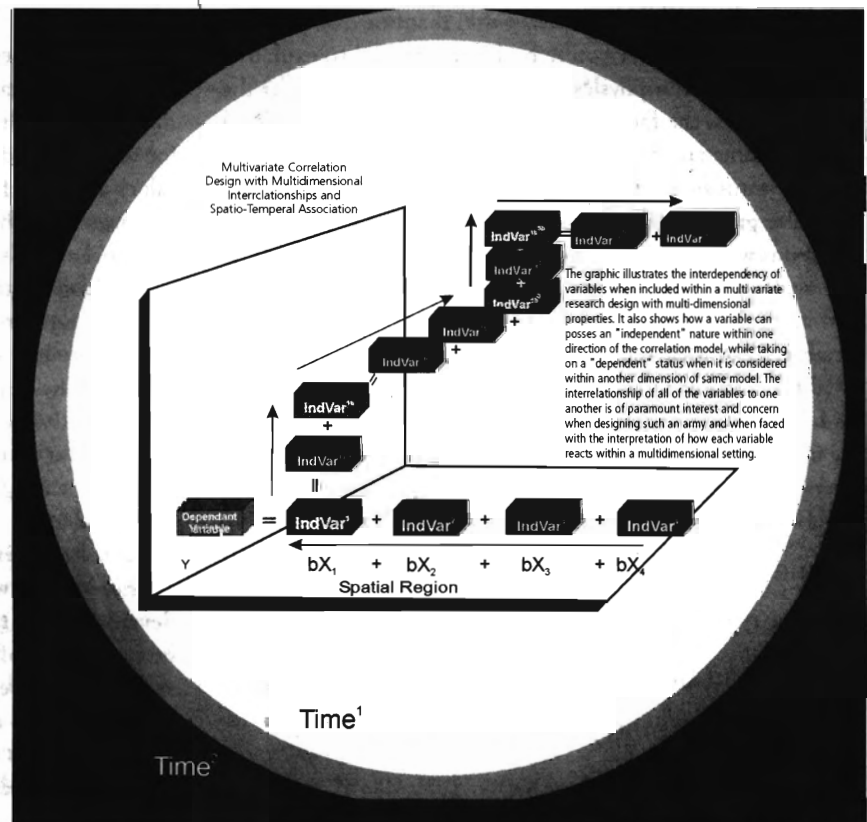 Multivariate Correlation
Design with Multidimensional
Interrclationships and
Spatio-Temperal Association
IndVar¹ᵃ ⁵ᵇ = IndVar + IndVar
IndVar
+
IndVar
The graphic illustrates the interdependency of
variables when included within a multi variate
research design with multi-dimensional
properties. It also shows how a variable can
posses an "independent" nature within one
direction of the correlation model, while taking
on a "dependent" status when it is considered
within another dimension of same model. The
interrelationship of all of the variables to one
another is of paramount interest and concern
when designing such an army and when faced
with the interpretation of how each variable
reacts within a multidimensional setting.
IndVar + IndVar +
IndVar¹ᵃ
+
IndVar
=
Dependant
Variable
= IndVar¹ + IndVar + IndVar + IndVar
Y bX₁ + bX₂ + bX₃ + bX₄
Spatial Region
Time¹
Time